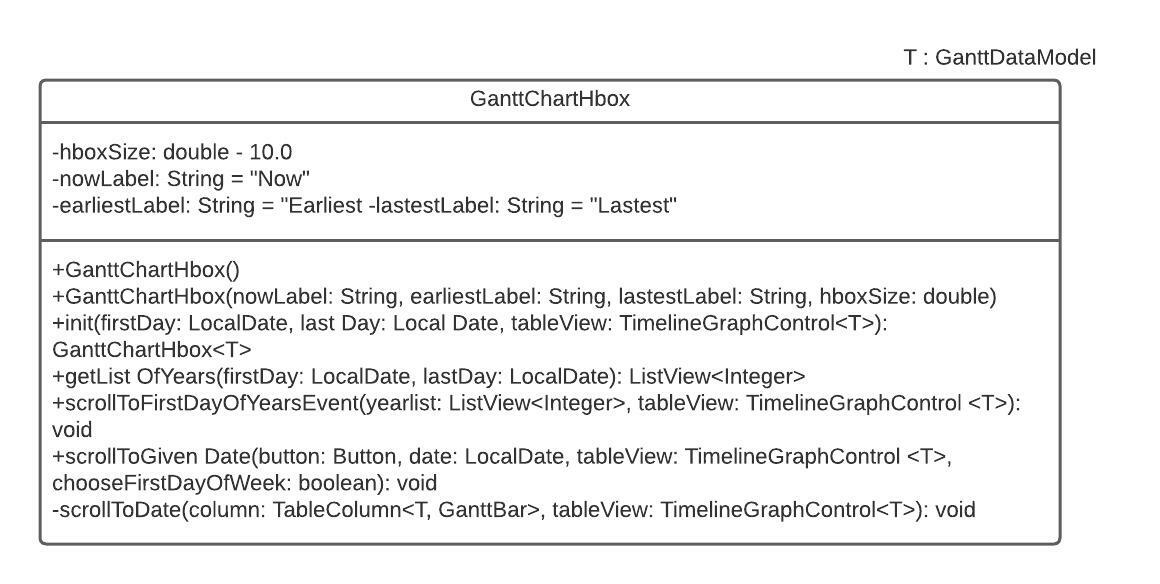 T : GanttDataModel
GanttChartHbox
-hboxSize: double - 10.0
-nowLabel: String = "Now"
-earliestLabel: String = "Earliest -lastestLabel: String = "Lastest"
+GanttChartHbox()
+GanttChartHbox(nowLabel: String, earliestLabel: String, lastestLabel: String, hboxSize: double)
+init(firstDay: LocalDate, last Day: Local Date, tableView: TimelineGraphControl<T>):
GanttChartHbox<T>
+getList OfYears(firstDay: LocalDate, lastDay: LocalDate): ListView<Integer>
+scrollToFirstDayOfYearsEvent(yearlist: ListView<Integer>, tableView: TimelineGraphControl <T>):
void
+scrollToGiven Date(button: Button, date: LocalDate, tableView: TimelineGraphControl <T>,
chooseFirstDayOfWeek: boolean): void
-scrollToDate(column: TableColumn<T, GanttBar>, tableView: TimelineGraphControl<T>): void